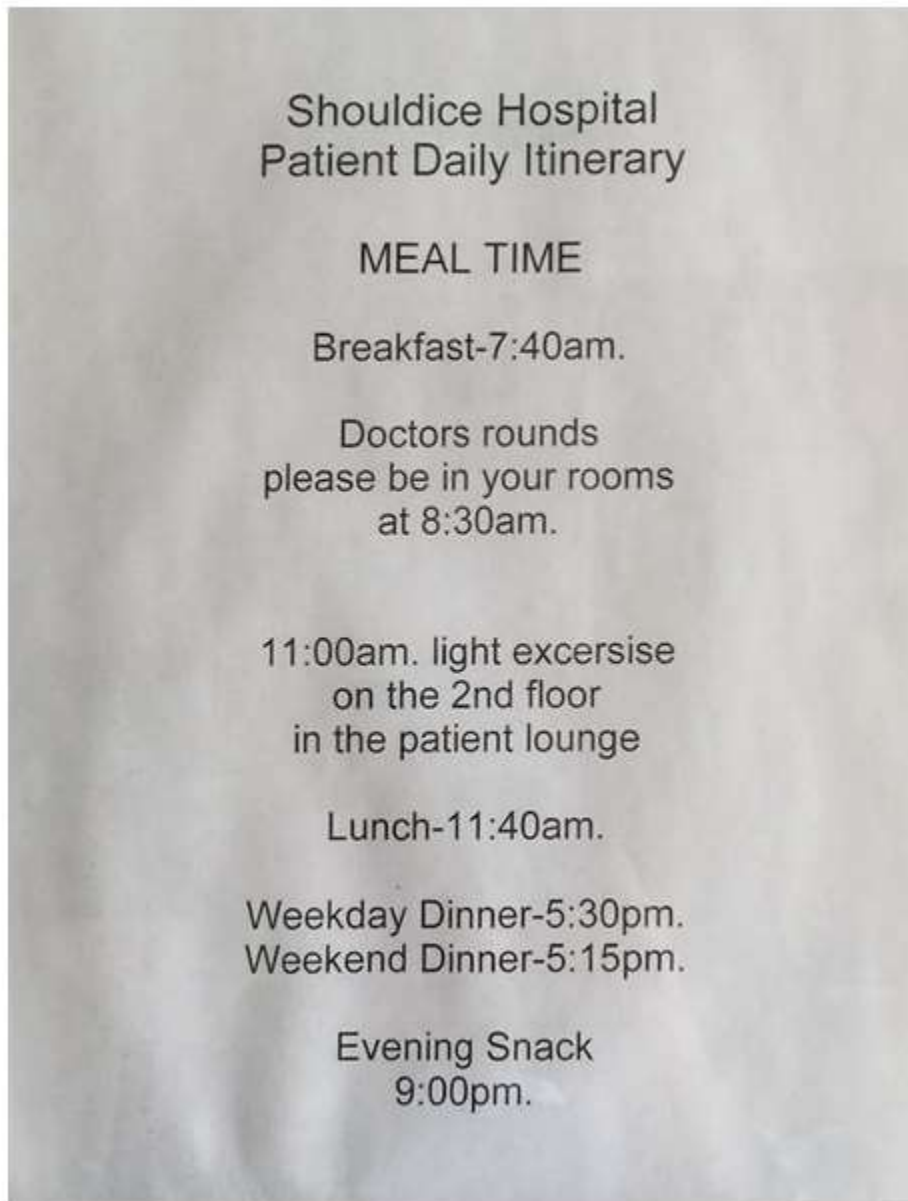 Shouldice Hospital
Patient Daily Itinerary
MEAL TIME
Breakfast-7:40am.
Doctors rounds
please be in your rooms
at 8:30am.
11:00am. light excersise
on the 2nd floor
in the patient lounge
Lunch-11:40am.
Weekday Dinner-5:30pm.
Weekend Dinner-5:15pm.
Evening Snack
9:00pm.